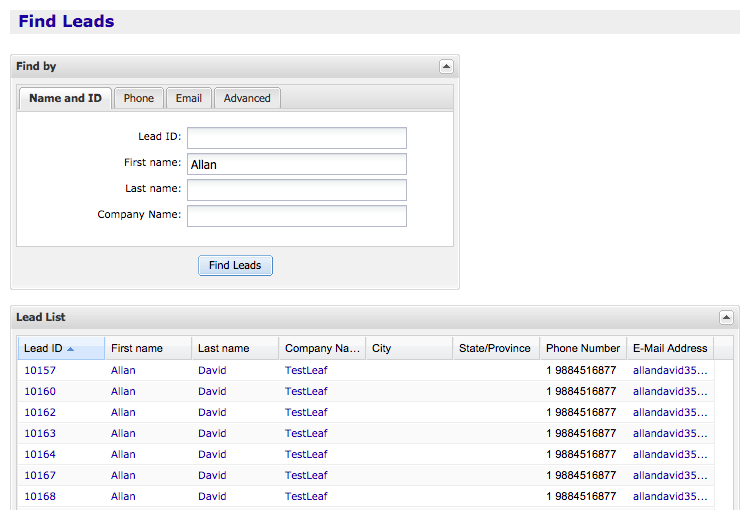 Find Leads
Find by
Name and ID Phone Email Advanced
Lead ID:
First name: Allan
Last name:
Company Name:
Find Leads
Lead List
Lead ID First name Last name Company Na... City State/Province Phone Number E-Mail Address
10157 Allan David TestLeaf 1 9884516877 allandavid35...
10160 Allan David TestLeaf 1 9884516877 allandavid35...
10162 Allan David TestLeaf 1 9884516877 allandavid35...
10163 Allan David TestLeaf 1 9884516877 allandavid35...
10164 Allan David TestLeaf 1 9884516877 allandavid35...
10167 Allan David TestLeaf 1 9884516877 allandavid35...
10168 Allan David TestLeaf 1 9884516877 allandavid35...